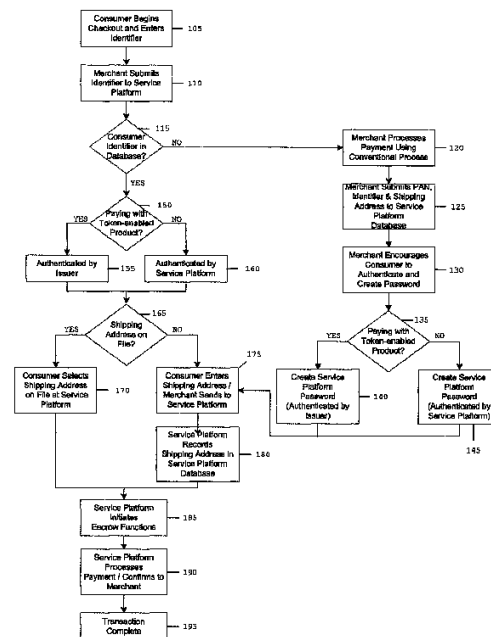 Consumer Begins
Checkout and Enters
Identifier
105
Merchant Submits
Identifier to Service
Platform
110
115
Consumer
Identifier in
Database?
NO
YES
Merchant Processes
Payment Using
Conventional Process
120
Merchant Submits PAN,
Identifier & Shipping
Address to Service
Platform
Database
125
Merchant Encourages
Consumer to
Authenticate and
Create Password
130
150
Paying with
Token-enabled
Product?
YES
NO
Authenticated by
Issuer
155
Authenticated by
Service Platform
160
135
Paying with
Token-enabled
Product?
YES
NO
165
Shipping
Address on
File?
YES
NO
Consumer Selects
Shipping Address
on File at Service
Platform
170
175
Consumer Enters
Shipping Address /
Merchant Sends to
Service Platform
Create Service
Platform
Password
(Authenticated by
Issuer)
Create Service
Platform
Password
(Authenticated by
Service Platform)
145
Service Platform
Records
Shipping Address in
Service Platform
Database
180
Service Platform
Initiates
Escrow Functions
185
Service Platform
Processes
Payment / Confirms to
Merchant
190
Transaction
Complete
195